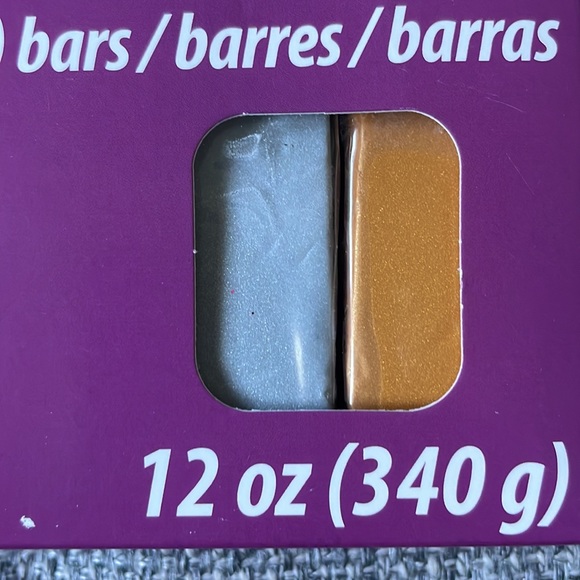 ) bars / barres / barras
12 oz (340 g)